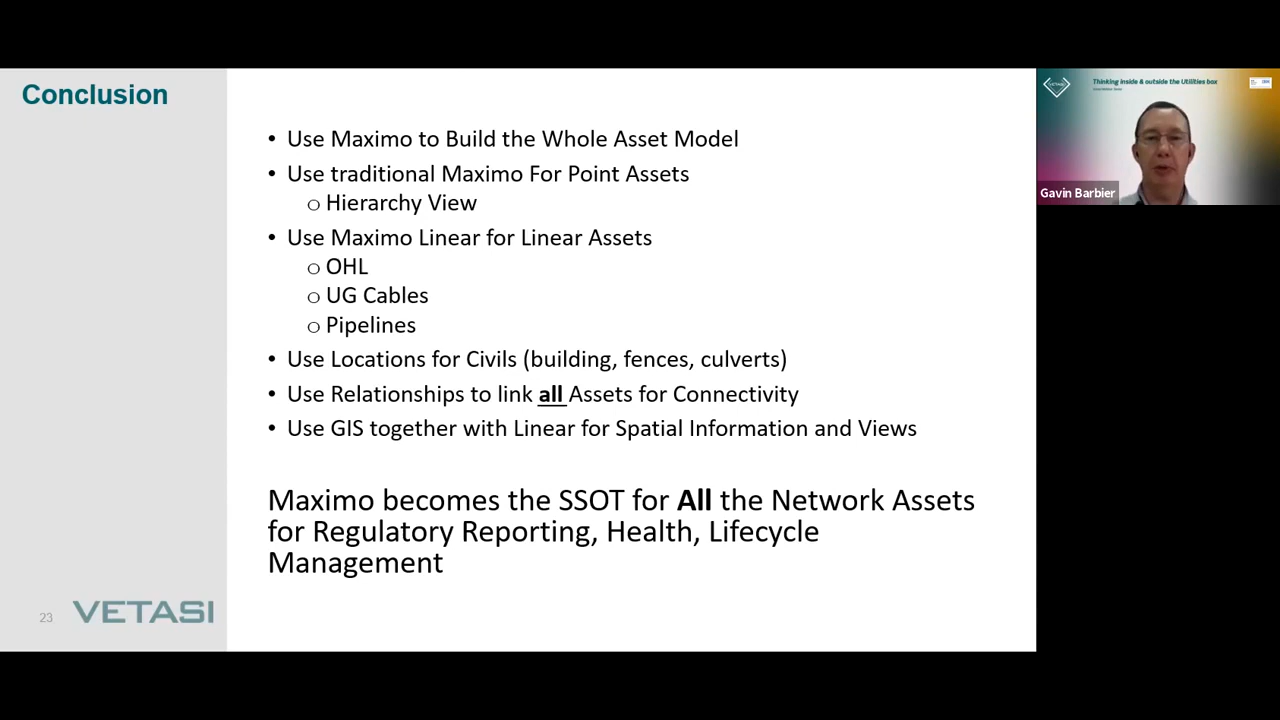 Conclusion
• Use Maximo to Build the Whole Asset Model
• Use traditional Maximo For Point Assets
o Hierarchy View
• Use Maximo Linear for Linear Assets
o OHL
o UG Cables
o Pipelines
• Use Locations for Civils (building, fences, culverts)
• Use Relationships to link all Assets for Connectivity
• Use GIS together with Linear for Spatial Information and Views
Maximo becomes the SSOT for All the Network Assets
for Regulatory Reporting, Health, Lifecycle
Management
23
VETASI
Thinking inside & outside the Utilities box
VETASI
Gavin Barbier